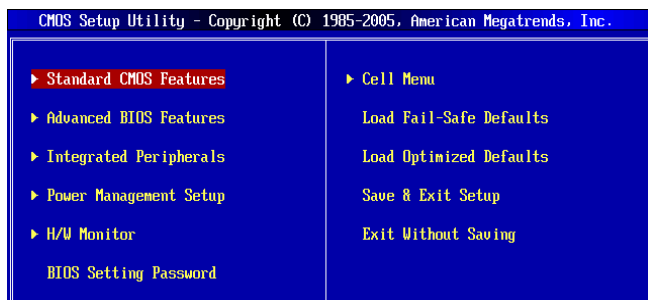 CMOS Setup Utility - Copyright (C) 1985-2005, American Megatrends, Inc.
Standard CMOS Features
Advanced BIOS Features
Integrated Peripherals
Power Management Setup
H/W Monitor
BIOS Setting Password
Cell Menu
Load Fail-Safe Defaults
Load Optimized Defaults
Save & Exit Setup
Exit Without Saving